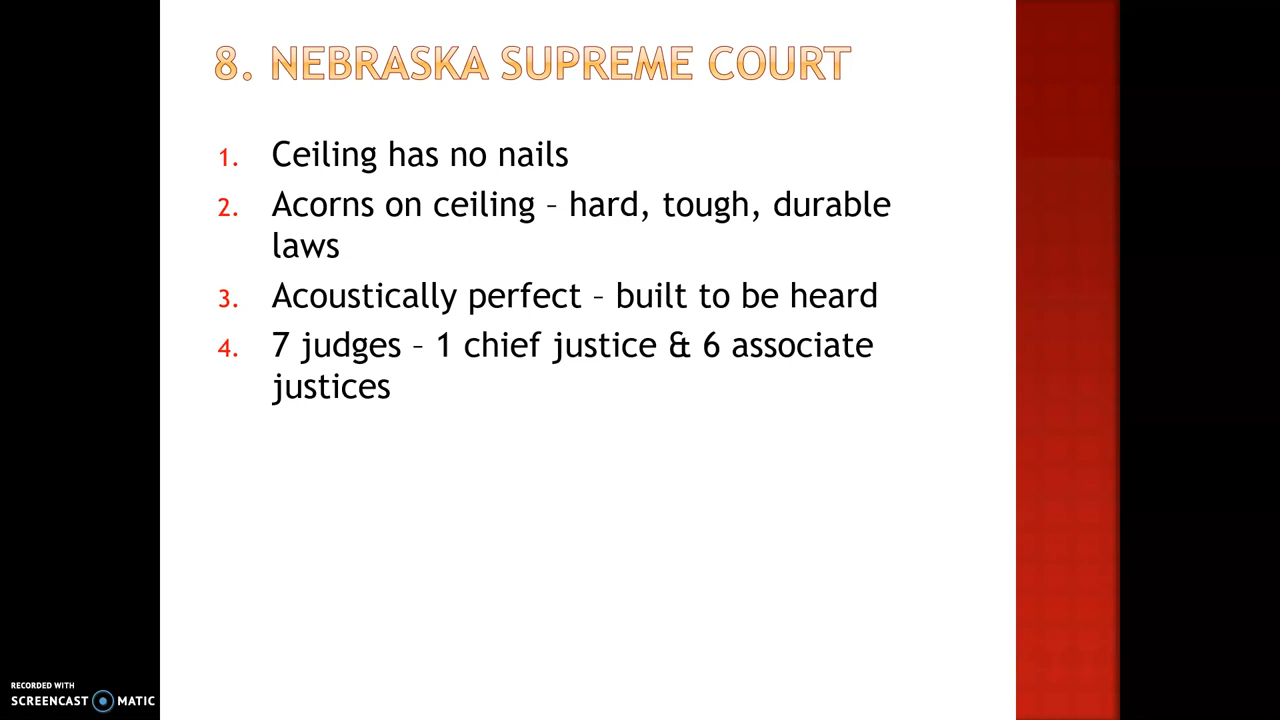 8. NEBRASKA SUPREME COURT
1. Ceiling has no nails
2. Acorns on ceiling – hard, tough, durable
laws
3. Acoustically perfect – built to be heard
4. 7 judges – 1 chief justice & 6 associate
justices
RECORDED WITH
SCREENCAST MATIC